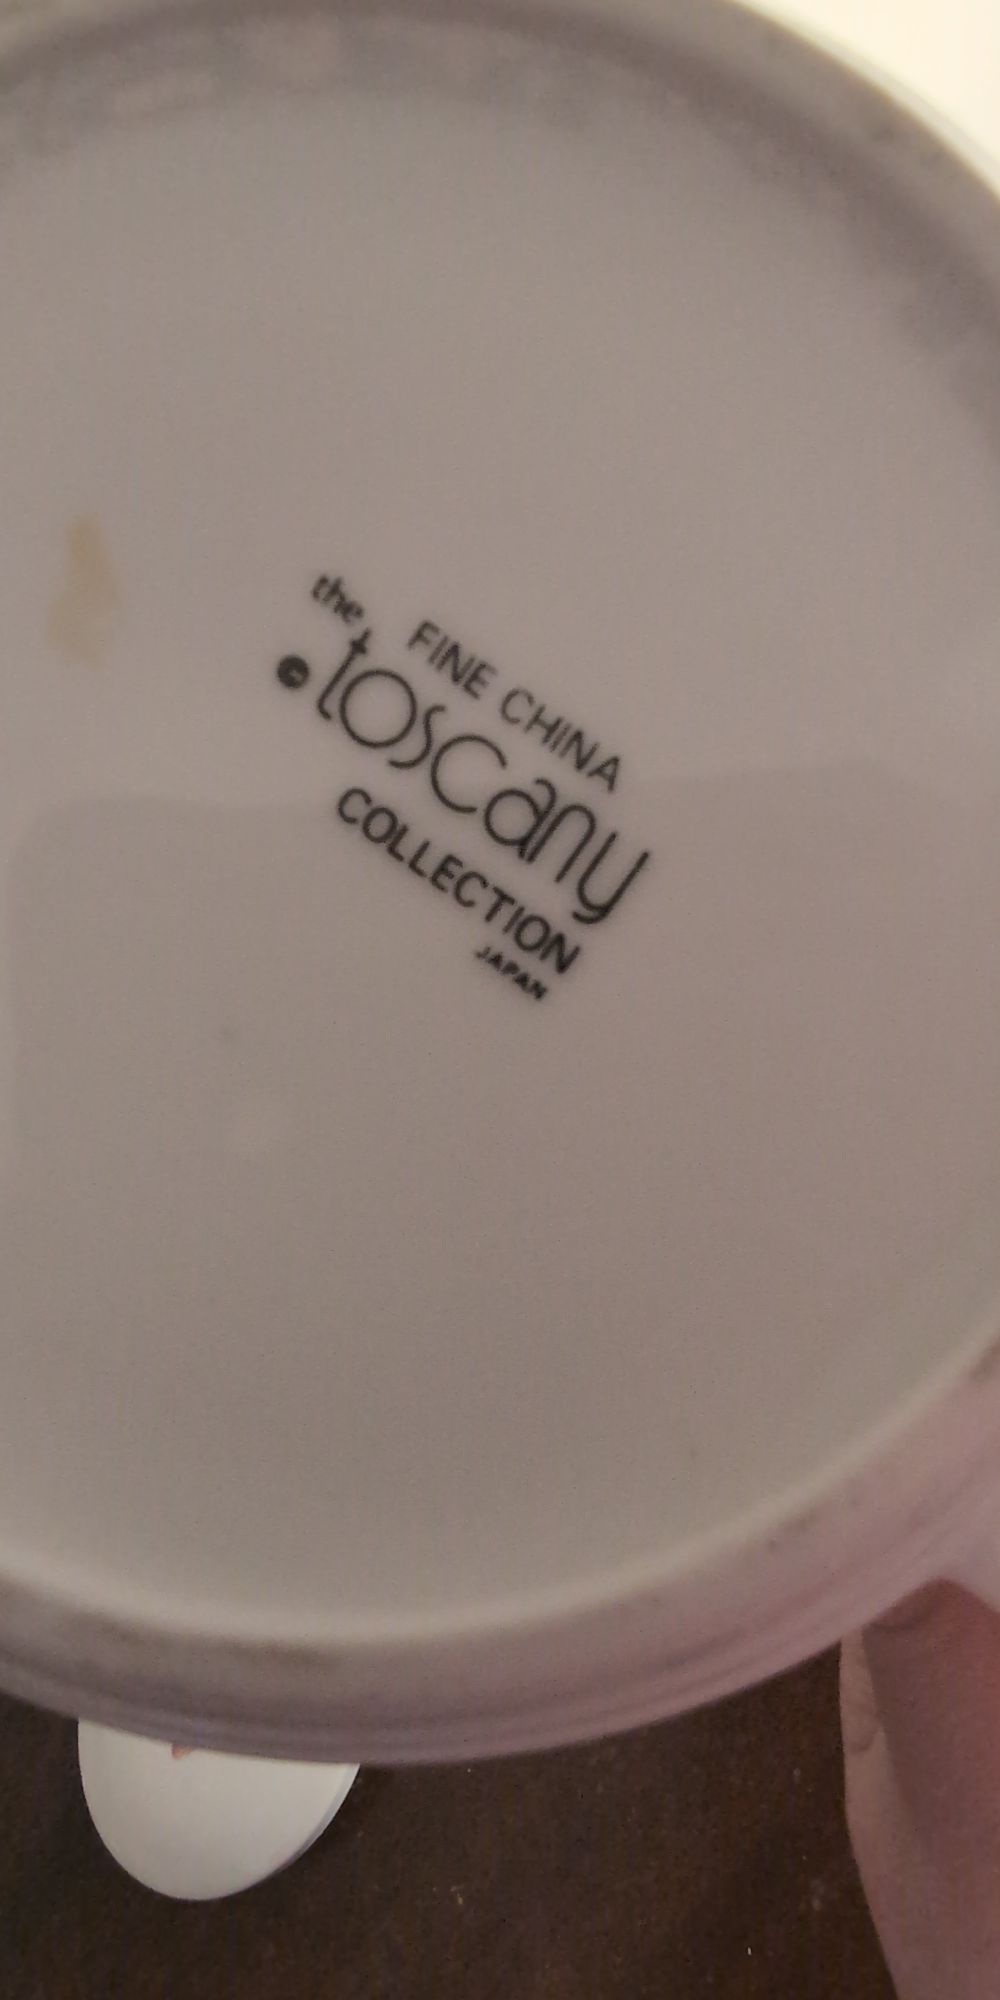 FINE CHINA
the
© toscany
COLLECTION
JAPAN